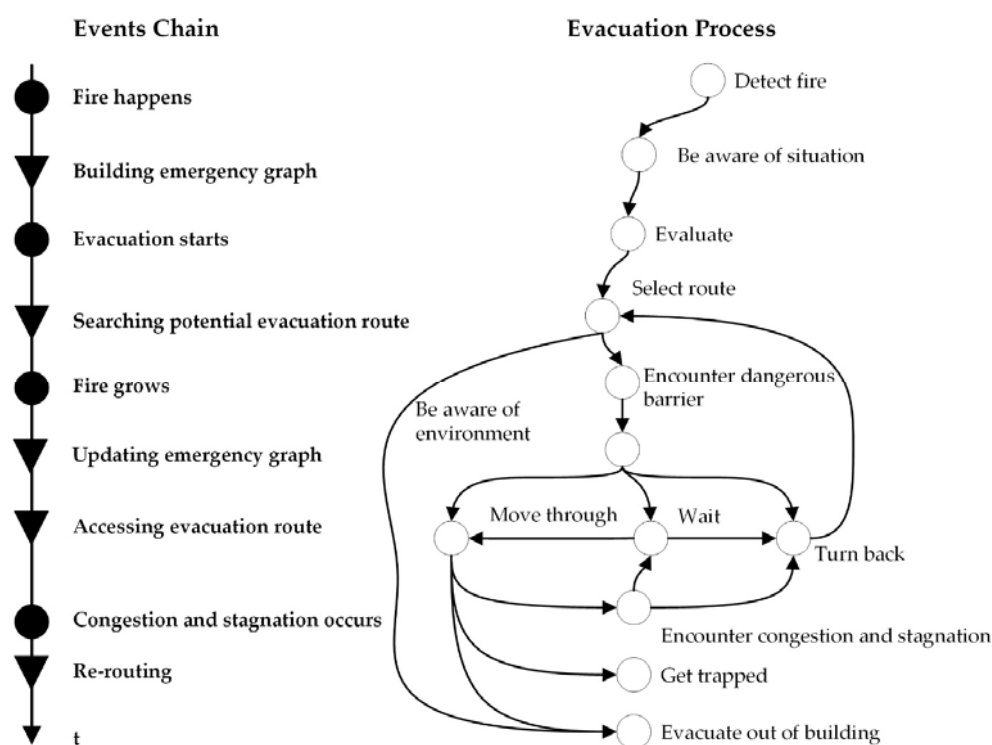 Events Chain
Fire happens
Building emergency graph
Evacuation starts
Searching potential evacuation route
Fire grows
Updating emergency graph
Accessing evacuation route
Congestion and stagnation occurs
Re-routing
t
Evacuation Process
Detect fire
Be aware of situation
Evaluate
Select route
Encounter dangerous
barrier
Be aware of
environment
Move through
Wait
Turn back
Encounter congestion and stagnation
Get trapped
Evacuate out of building